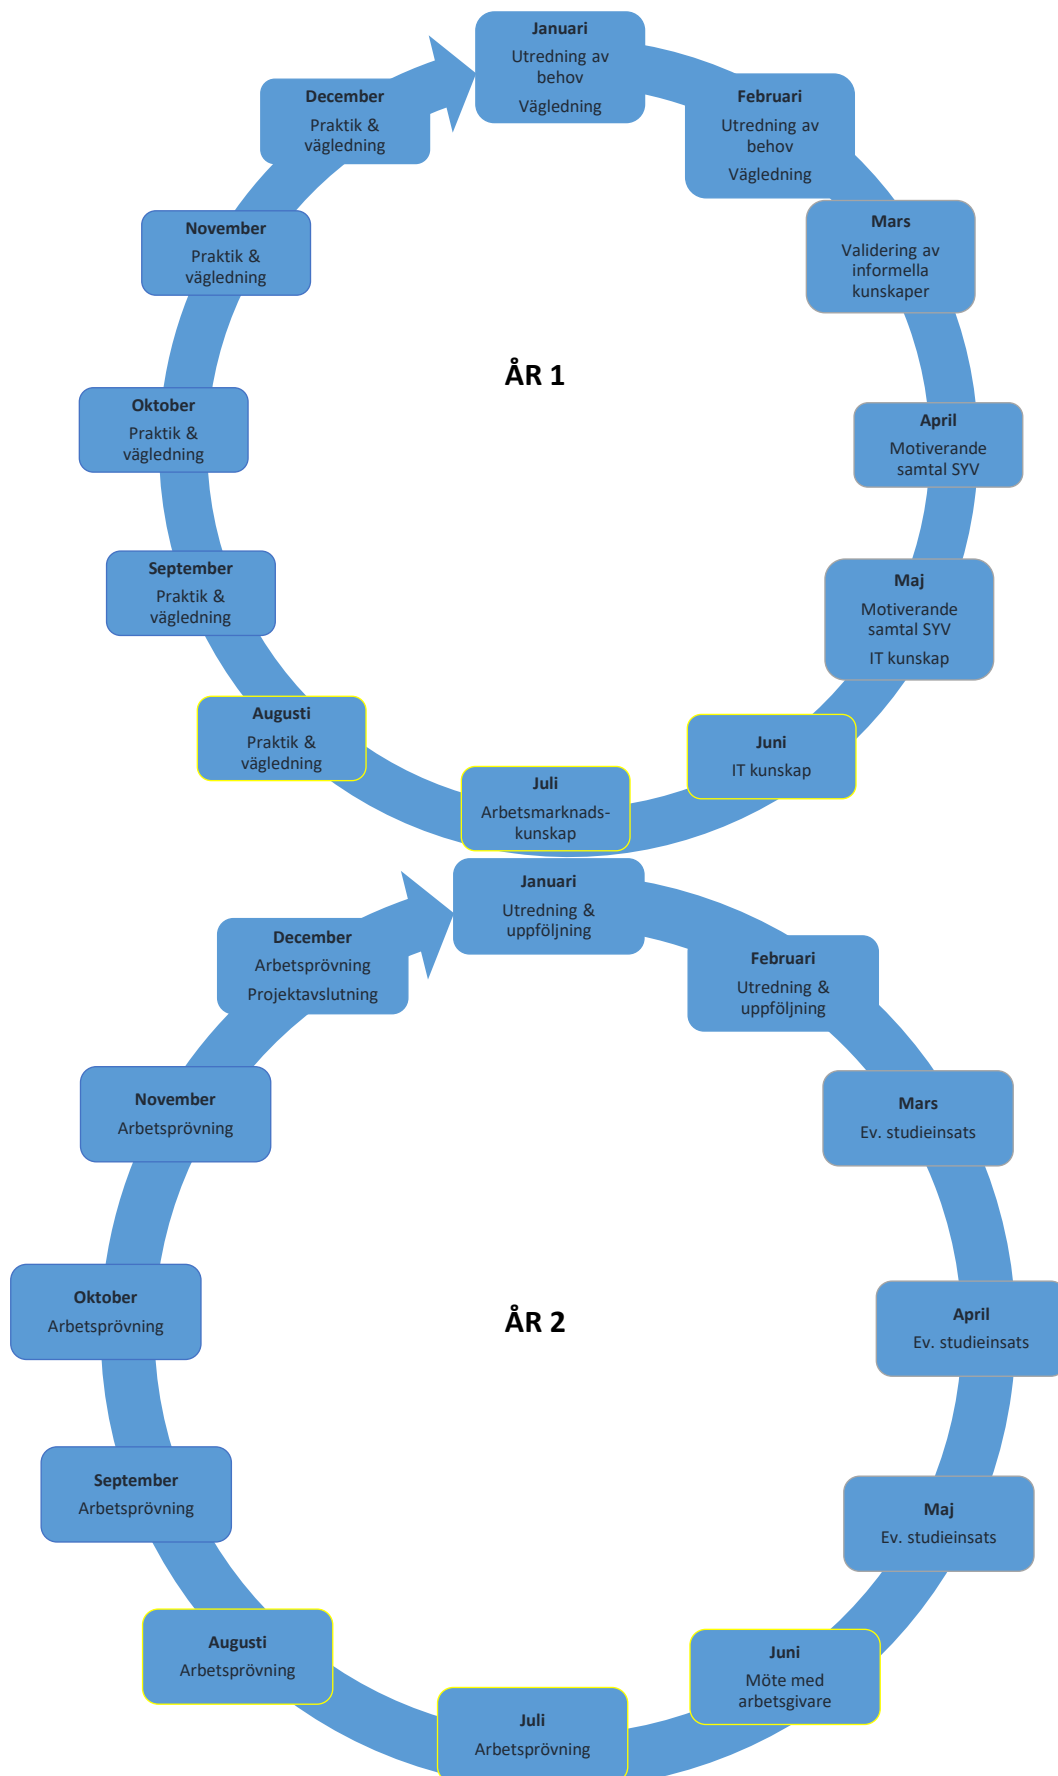 Januari
Utredning av
behov
Vägledning
Februari
Utredning av
behov
Vägledning
Mars
Validering av
informella
kunskaper
April
Motiverande
samtal SYV
Maj
Motiverande
samtal SYV
IT kunskap
Juni
IT kunskap
Juli
Arbetsmarknads-
kunskap
Augusti
Praktik &
vägledning
September
Praktik &
vägledning
Oktober
Praktik &
vägledning
November
Praktik &
vägledning
December
Praktik &
vägledning
ÅR 1
Januari
Utredning &
uppföljning
Februari
Utredning &
uppföljning
Mars
Ev. studieinsats
April
Ev. studieinsats
Maj
Ev. studieinsats
Juni
Möte med
arbetsgivare
Juli
Arbetsprövning
Augusti
Arbetsprövning
September
Arbetsprövning
Oktober
Arbetsprövning
November
Arbetsprövning
December
Arbetsprövning
Projektavslutning
ÅR 2